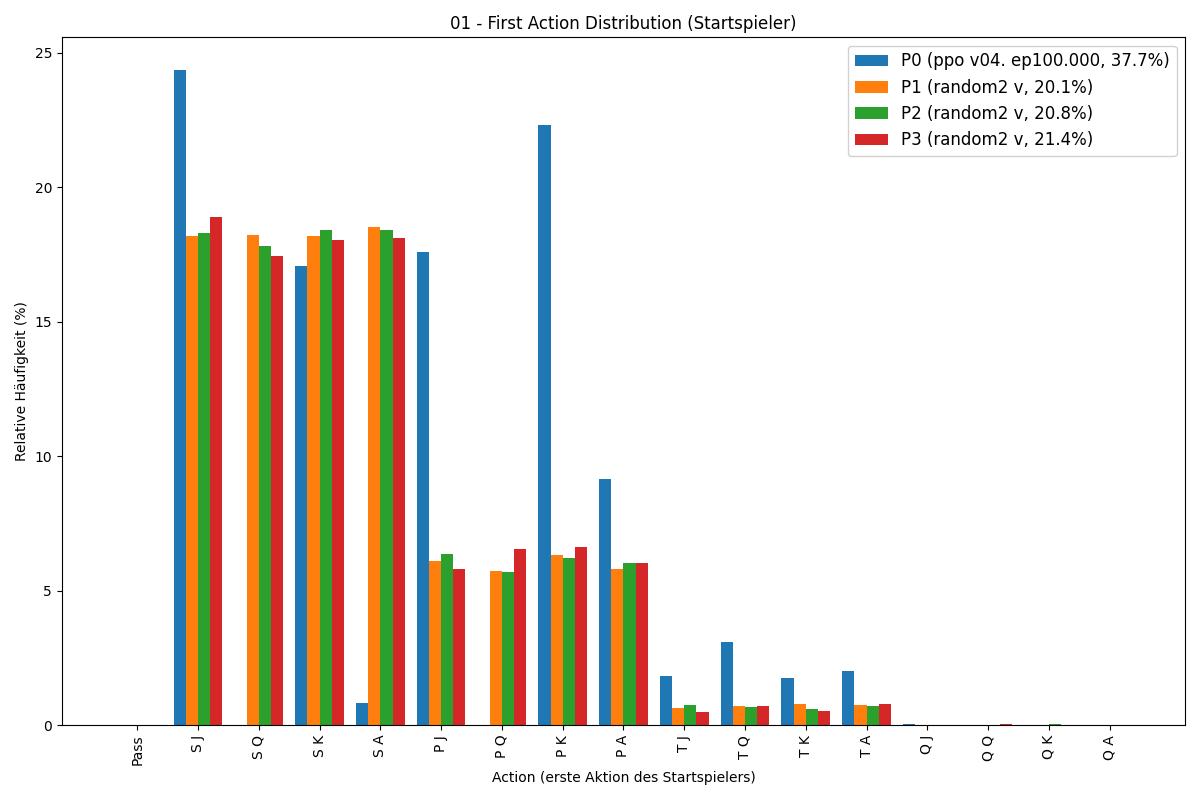 01 - First Action Distribution (Startspieler)
P0 (ppo v04. ep100.000, 37.7%)
P1 (random2 v, 20.1%)
P2 (random2 v, 20.8%)
P3 (random2 v, 21.4%)
Relative Häufigkeit (%)
25
20
15
10
5
0
Pass
S J
S Q
S K
S A
P J
P Q
P K
P A
T J
T Q
T K
T A
Q J
Q Q
Q K
Q A
Action (erste Aktion des Startspielers)